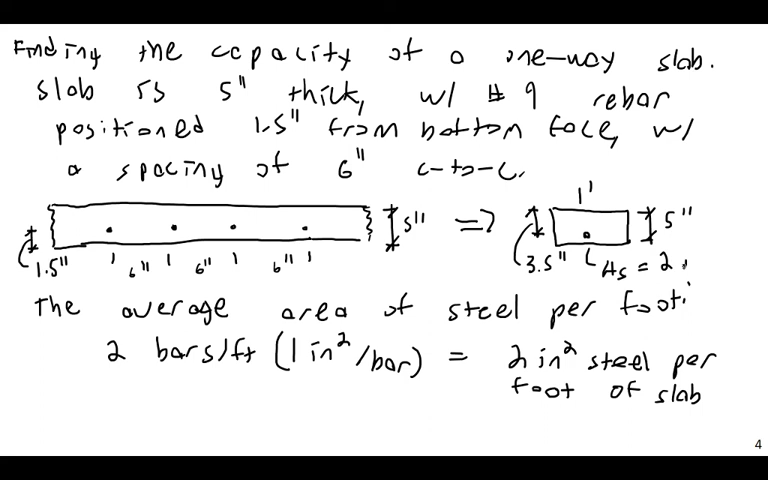 Finding the capacity of a one-way slab.
slab is 5" thick, w/ #9 rebar
positioned 1.5" from bottom face, w/
a spacing of 6" c-to-c.
1'
5" => 5"
1.5" 6" 6" 6" 3.5" As = 2
The average area of steel per foot:
2 bars/ft (1 in²/bar) = 2 in² steel per
foot of slab
4